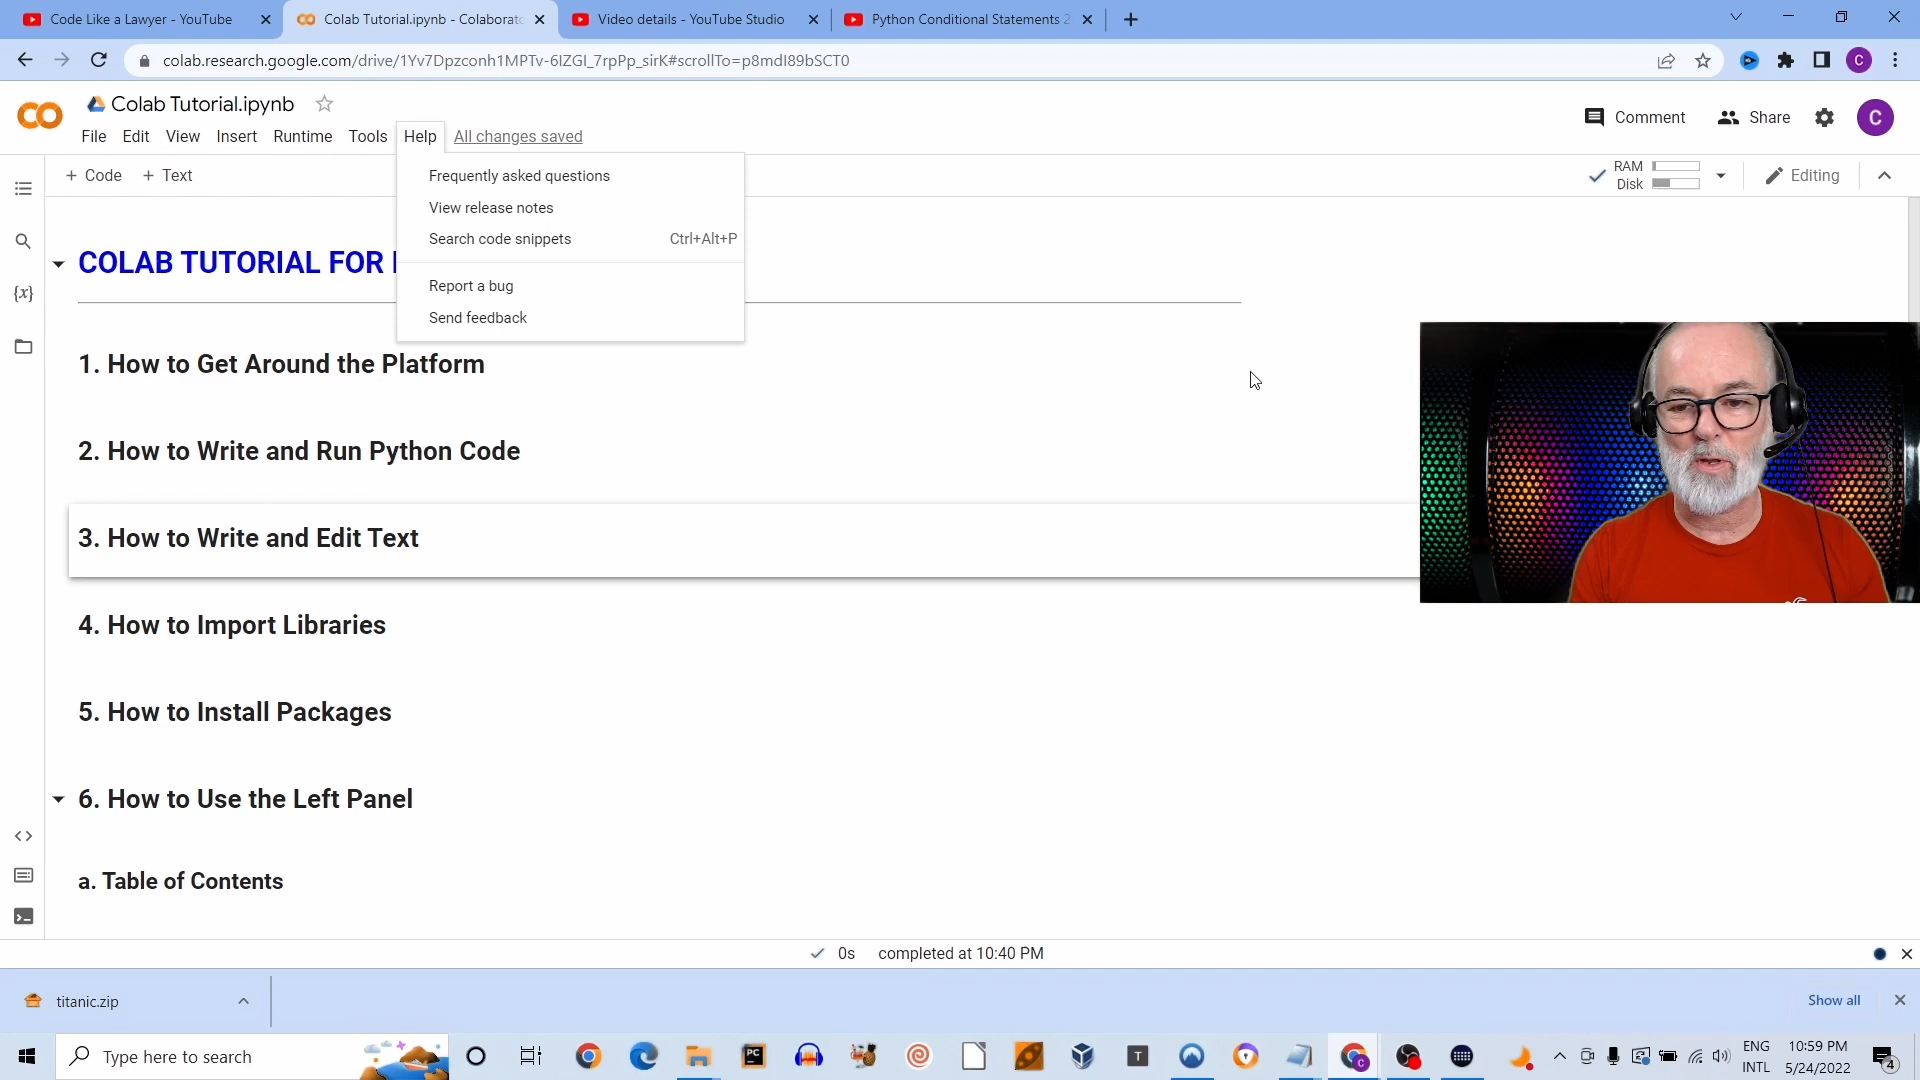 Code Like a Lawyer - YouTube
Colab Tutorial.ipynb - Colaborato
Video details - YouTube Studio
Python Conditional Statements 2
colab.research.google.com/drive/1Yv7Dpzconh1MPTv-6IZGI_7rpPp_sirK#scrollTo=p8mdI89bSCT0
C
Colab Tutorial.ipynb
Comment
Share
C
File
Edit
View
Insert
Runtime
Tools
Help
All changes saved
+ Code
+ Text
RAM
Disk
Editing
Frequently asked questions
View release notes
Search code snippets
Ctrl+Alt+P
Report a bug
Send feedback
{x}
COLAB TUTORIAL FOR
1. How to Get Around the Platform
2. How to Write and Run Python Code
3. How to Write and Edit Text
4. How to Import Libraries
5. How to Install Packages
6. How to Use the Left Panel
a. Table of Contents
0s completed at 10:40 PM
titanic.zip
Show all
Type here to search
PC
T
C
ENG
INTL
10:59 PM
5/24/2022
4